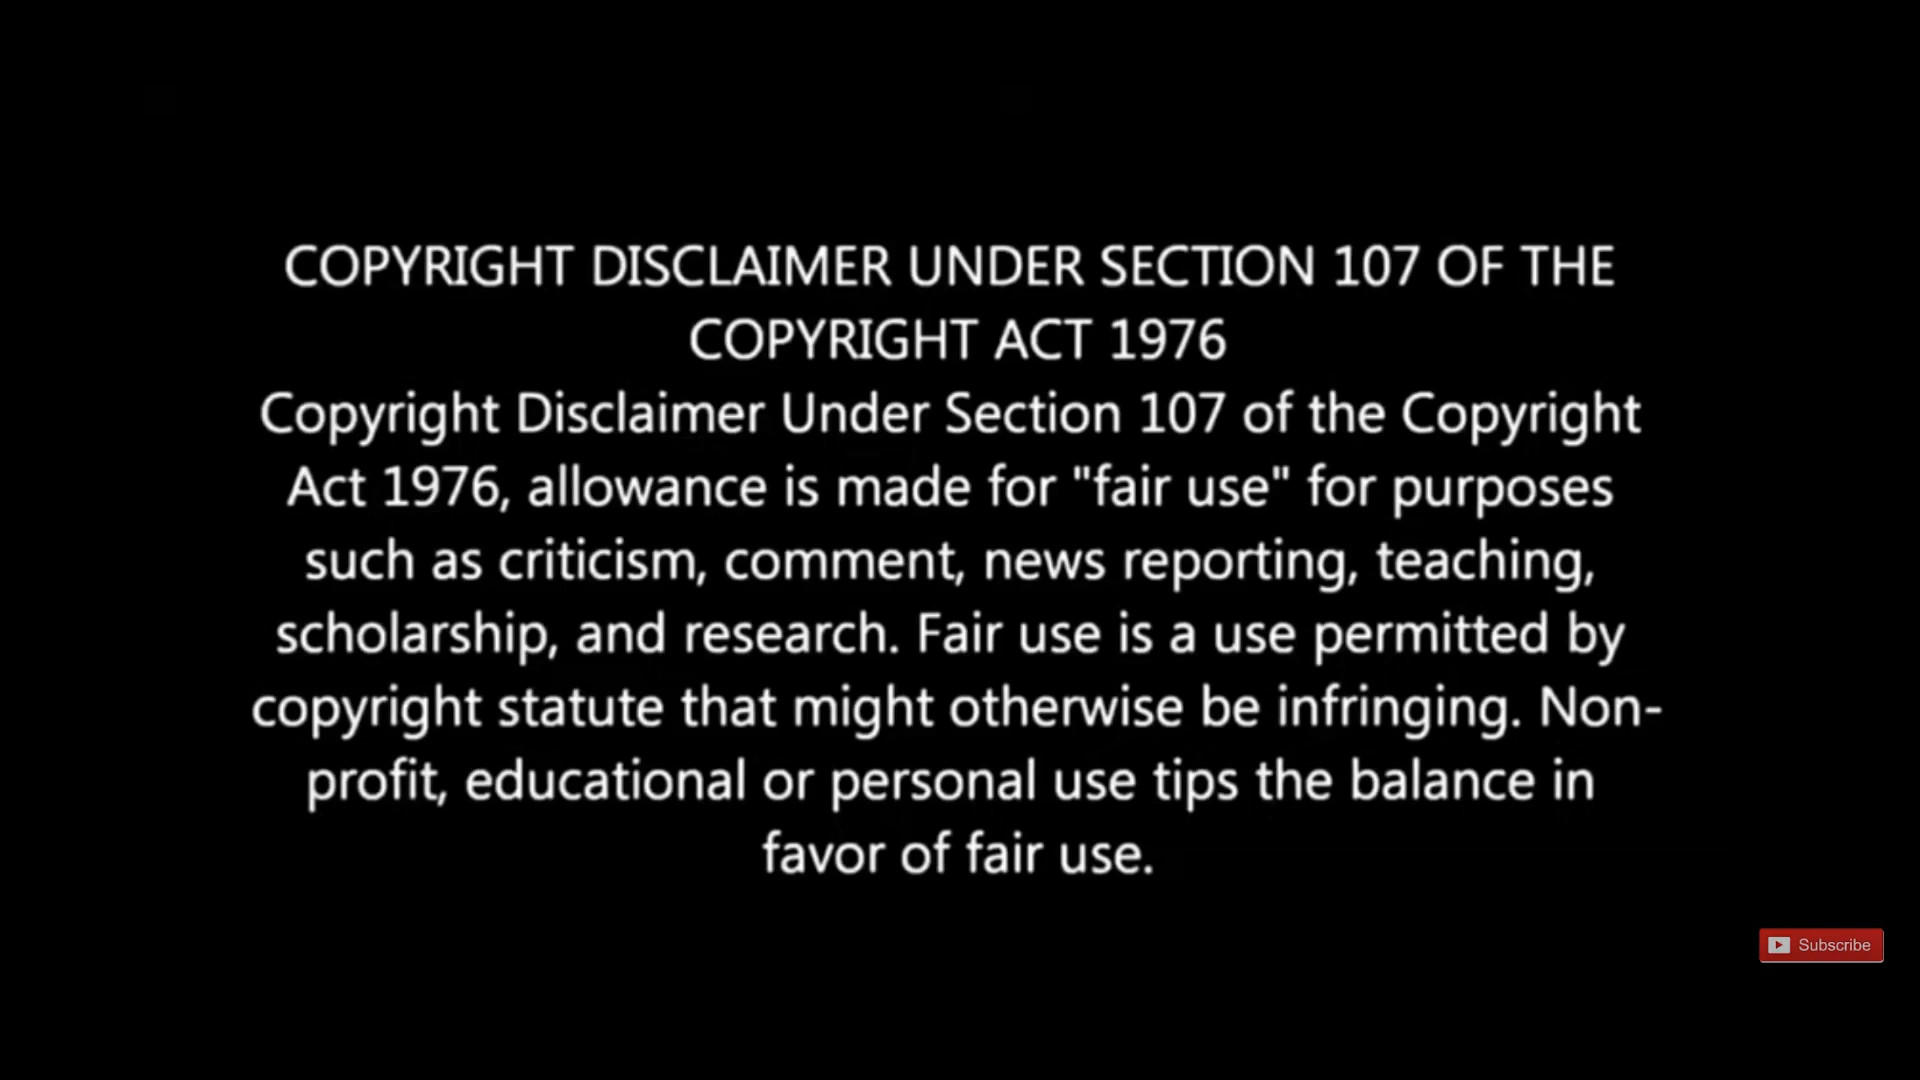 COPYRIGHT DISCLAIMER UNDER SECTION 107 OF THE
COPYRIGHT ACT 1976
Copyright Disclaimer Under Section 107 of the Copyright
Act 1976, allowance is made for "fair use" for purposes
such as criticism, comment, news reporting, teaching,
scholarship, and research. Fair use is a use permitted by
copyright statute that might otherwise be infringing. Non-
profit, educational or personal use tips the balance in
favor of fair use.
Subscribe